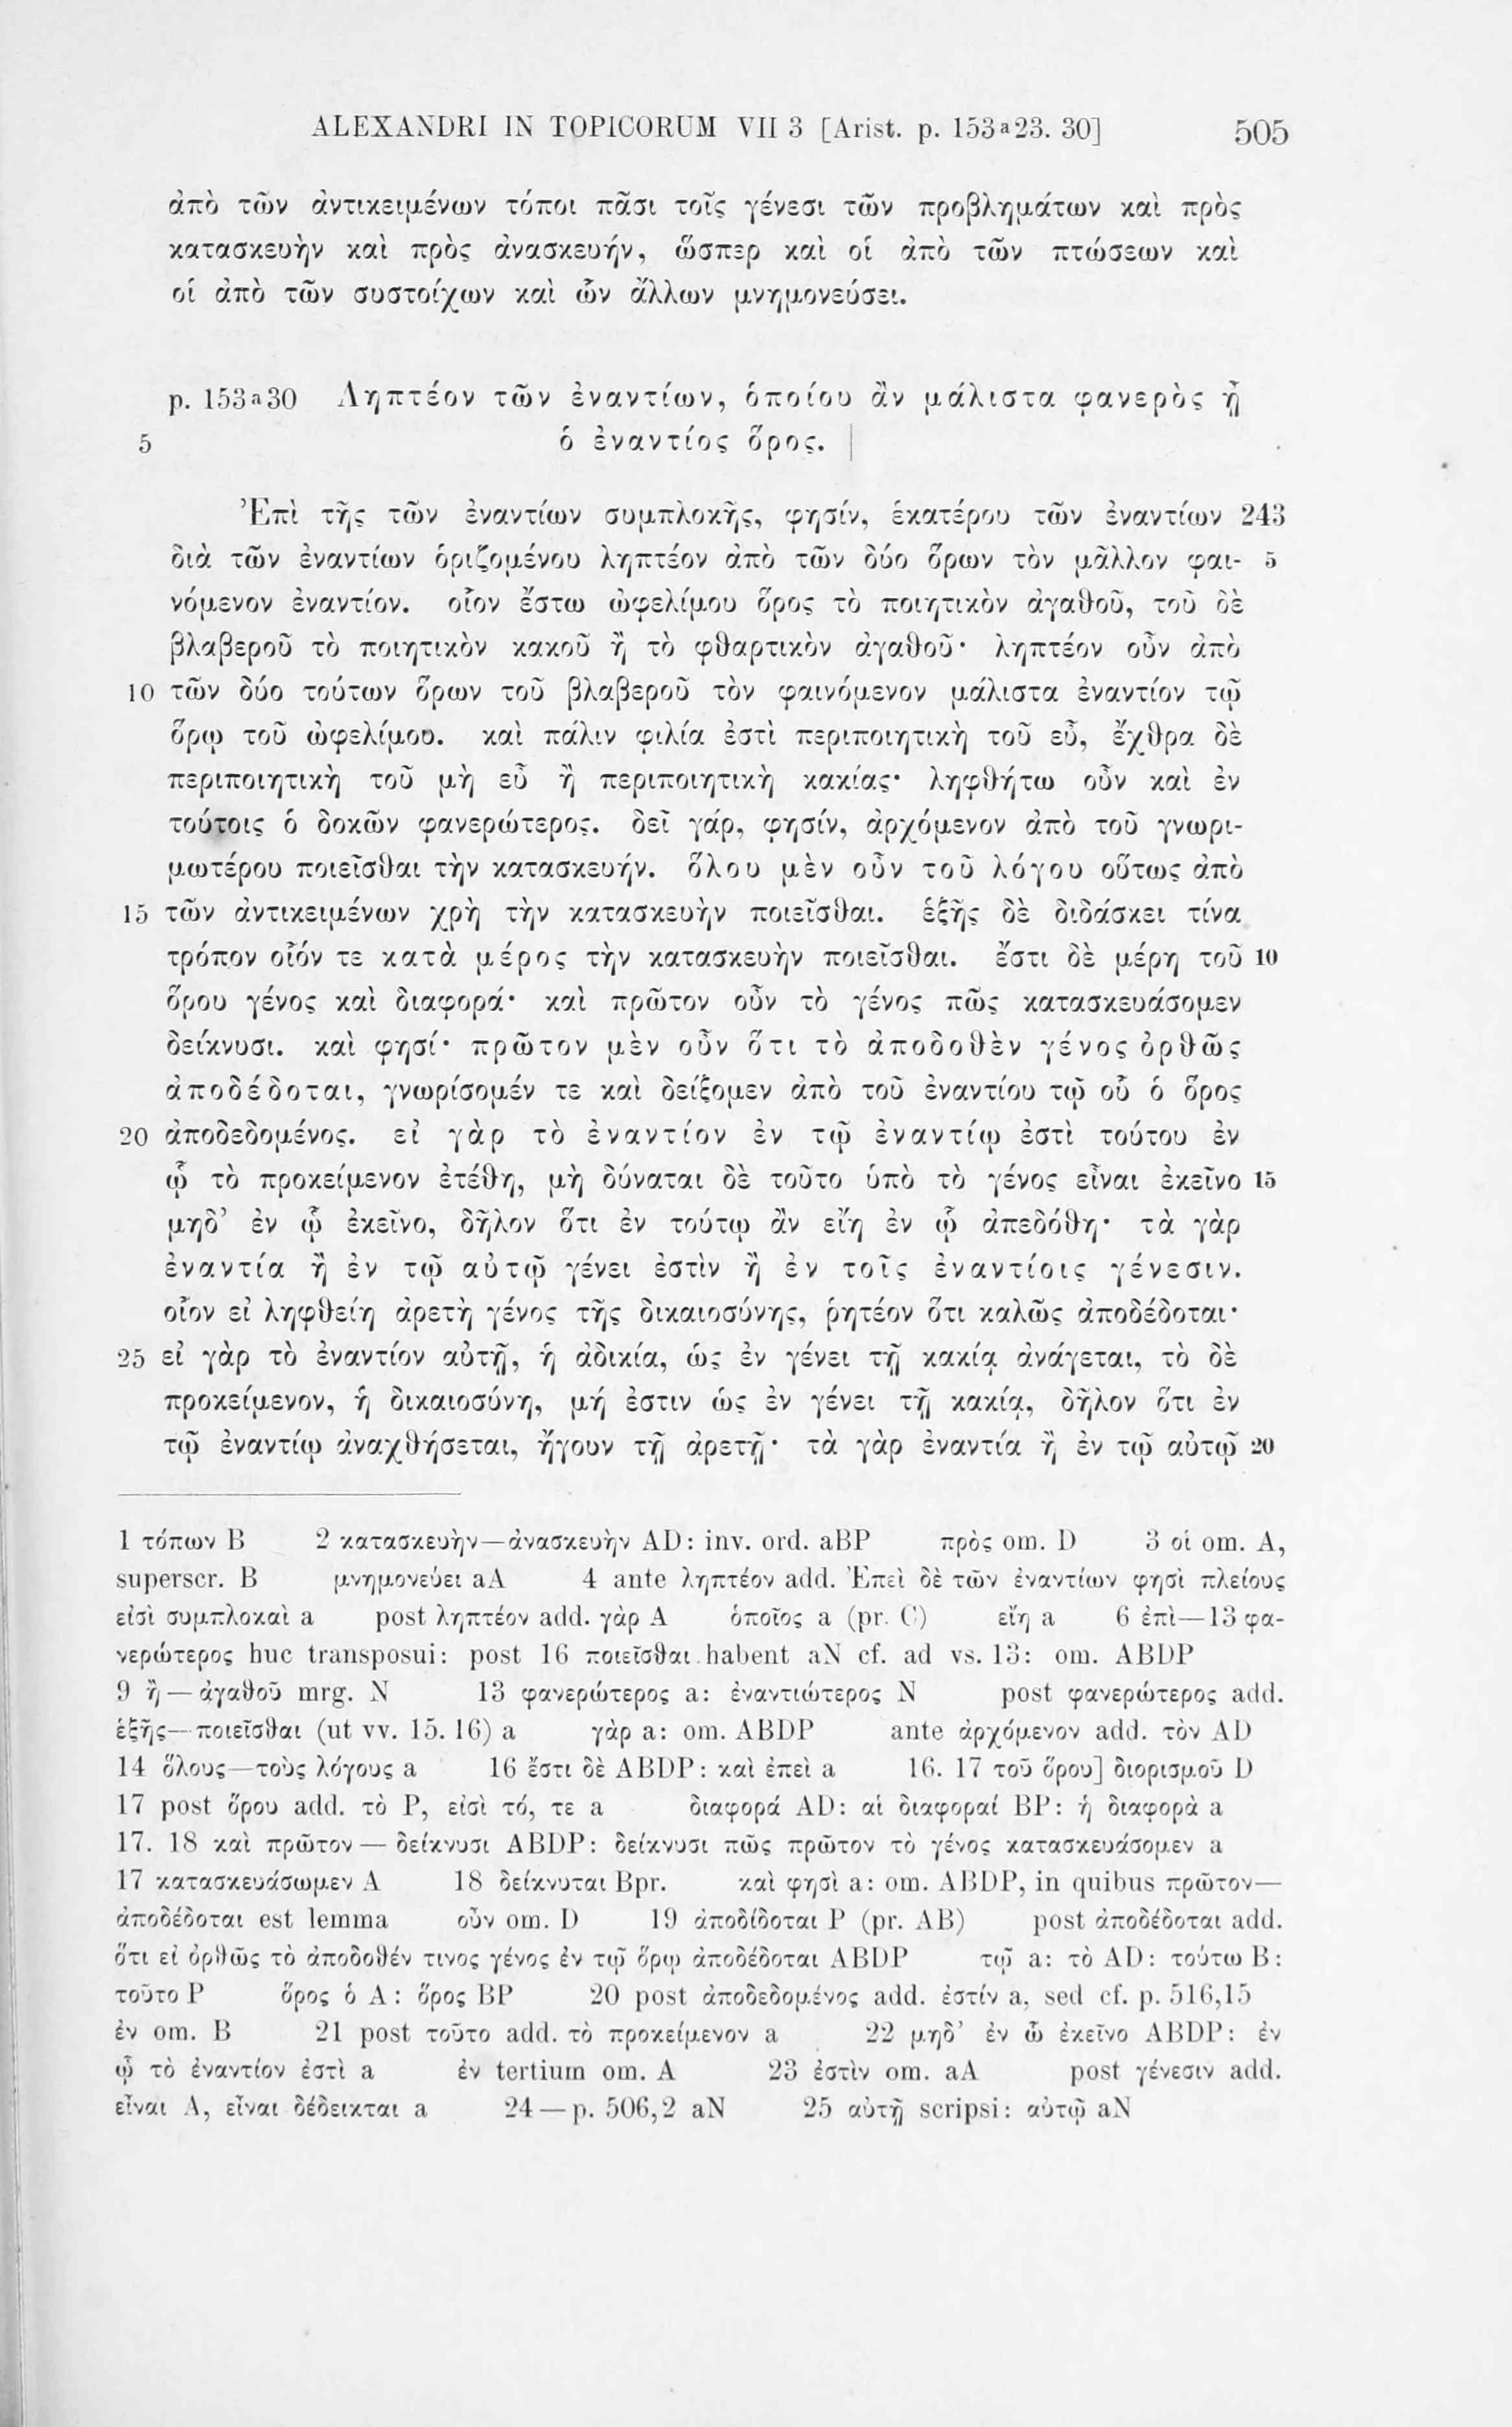 ALEXANDRI IN TOPICORUM VII 3 [Arist. p. 153ᵃ23. 30] 505
ἀπὸ τῶν ἀντικειμένων τόποι πᾶσι τοῖς γένεσι τῶν προβλημάτων καὶ πρὸς
κατασκευὴν καὶ πρὸς ἀνασκευήν, ὥσπερ καὶ οἱ ἀπὸ τῶν πτώσεων καὶ
οἱ ἀπὸ τῶν συστοίχων καὶ ὧν ἄλλων μνημονεύσει.
p. 153ᵃ30 Ληπτέον τῶν ἐναντίων, ὁποίου ἂν μάλιστα φανερὸς ᾖ
5 ὁ ἐναντίος ὅρος. |
Ἐπὶ τῆς τῶν ἐναντίων συμπλοκῆς, φησίν, ἑκατέρου τῶν ἐναντίων 243
διὰ τῶν ἐναντίων ὁριζομένου ληπτέον ἀπὸ τῶν δύο ὅρων τὸν μᾶλλον φαι- 5
νόμενον ἐναντίον. οἷον ἔστω ὠφελίμου ὅρος τὸ ποιητικὸν ἀγαθοῦ, τοῦ δὲ
βλαβεροῦ τὸ ποιητικὸν κακοῦ ἢ τὸ φθαρτικὸν ἀγαθοῦ· ληπτέον οὖν ἀπὸ
10 τῶν δύο τούτων ὅρων τοῦ βλαβεροῦ τὸν φαινόμενον μάλιστα ἐναντίον τῷ
ὅρῳ τοῦ ὠφελίμου. καὶ πάλιν φιλία ἐστὶ περιποιητικὴ τοῦ εὖ, ἔχθρα δὲ
περιποιητικὴ τοῦ μὴ εὖ ἢ περιποιητικὴ κακίας· ληφθήτω οὖν καὶ ἐν
τούτοις ὁ δοκῶν φανερώτερος. δεῖ γάρ, φησίν, ἀρχόμενον ἀπὸ τοῦ γνωρι-
μωτέρου ποιεῖσθαι τὴν κατασκευήν. ὅλου μὲν οὖν τοῦ λόγου οὕτως ἀπὸ
15 τῶν ἀντικειμένων χρὴ τὴν κατασκευὴν ποιεῖσθαι. ἑξῆς δὲ διδάσκει τίνα
τρόπον οἷόν τε κατὰ μέρος τὴν κατασκευὴν ποιεῖσθαι. ἔστι δὲ μέρη τοῦ 10
ὅρου γένος καὶ διαφορά· καὶ πρῶτον οὖν τὸ γένος πῶς κατασκευάσομεν
δείκνυσι. καὶ φησί· πρῶτον μὲν οὖν ὅτι τὸ ἀποδοθὲν γένος ὀρθῶς
ἀποδέδοται, γνωρίσομέν τε καὶ δείξομεν ἀπὸ τοῦ ἐναντίου τῷ οὗ ὁ ὅρος
20 ἀποδεδομένος. εἰ γὰρ τὸ ἐναντίον ἐν τῷ ἐναντίῳ ἐστὶ τούτου ἐν
ᾧ τὸ προκείμενον ἐτέθη, μὴ δύναται δὲ τοῦτο ὑπὸ τὸ γένος εἶναι ἐκεῖνο 15
μηδ’ ἐν ᾧ ἐκεῖνο, δῆλον ὅτι ἐν τούτῳ ἂν εἴη ἐν ᾧ ἀπεδόθη· τὰ γὰρ
ἐναντία ἢ ἐν τῷ αὐτῷ γένει ἐστὶν ἢ ἐν τοῖς ἐναντίοις γένεσιν.
οἷον εἰ ληφθείη ἀρετὴ γένος τῆς δικαιοσύνης, ῥητέον ὅτι καλῶς ἀποδέδοται·
25 εἰ γὰρ τὸ ἐναντίον αὐτῇ, ἡ ἀδικία, ὡς ἐν γένει τῇ κακίᾳ ἀνάγεται, τὸ δὲ
προκείμενον, ἡ δικαιοσύνη, μή ἐστιν ὡς ἐν γένει τῇ κακίᾳ, δῆλον ὅτι ἐν
τῷ ἐναντίῳ ἀναχθήσεται, ἤγουν τῇ ἀρετῇ· τὰ γὰρ ἐναντία ἢ ἐν τῷ αὐτῷ 20
1 τόπων B 2 κατασκευὴν—ἀνασκευὴν AD: inv. ord. aBP πρὸς om. D 3 οἱ om. A,
superscr. B μνημονεύει aA 4 ante ληπτέον add. Ἐπεὶ δὲ τῶν ἐναντίων φησὶ πλείους
εἰσὶ συμπλοκαὶ a post ληπτέον add. γὰρ A ὁποῖος a (pr. C) εἴη a 6 ἐπὶ—13 φα-
νερώτερος huc transposui: post 16 ποιεῖσθαι habent aN cf. ad vs. 13: om. ABDP
9 ἢ — ἀγαθοῦ mrg. N 13 φανερώτερος a: ἐναντιώτερος N post φανερώτερος add.
ἑξῆς—ποιεῖσθαι (ut vv. 15. 16) a γὰρ a: om. ABDP ante ἀρχόμενον add. τὸν AD
14 ὅλους—τοὺς λόγους a 16 ἔστι δὲ ABDP: καὶ ἐπεὶ a 16. 17 τοῦ ὅρου] διορισμοῦ D
17 post ὅρου add. τὸ P, εἰσὶ τό, τε a διαφορά AD: αἱ διαφοραί BP: ἡ διαφορὰ a
17. 18 καὶ πρῶτον — δείκνυσι ABDP: δείκνυσι πῶς πρῶτον τὸ γένος κατασκευάσομεν a
17 κατασκευάσωμεν A 18 δείκνυται Bpr. καὶ φησὶ a: om. ABDP, in quibus πρῶτον—
ἀποδέδοται est lemma οὖν om. D 19 ἀποδίδοται P (pr. AB) post ἀποδέδοται add.
ὅτι εἰ ὀρθῶς τὸ ἀποδοθέν τινος γένος ἐν τῷ ὅρῳ ἀποδέδοται ABDP τῷ a: τὸ AD: τούτω B:
τοῦτο P ὅρος ὁ A: ὅρος BP 20 post ἀποδεδομένος add. ἐστίν a, sed cf. p. 516,15
ἐν om. B 21 post τοῦτο add. τὸ προκείμενον a 22 μηδ’ ἐν ὧ ἐκεῖνο ABDP: ἐν
ᾧ τὸ ἐναντίον ἐστὶ a ἐν tertium om. A 23 ἐστὶν om. aA post γένεσιν add.
εἶναι A, εἶναι δέδεικται a 24 — p. 506,2 aN 25 αὐτῇ scripsi: αὐτῷ aN